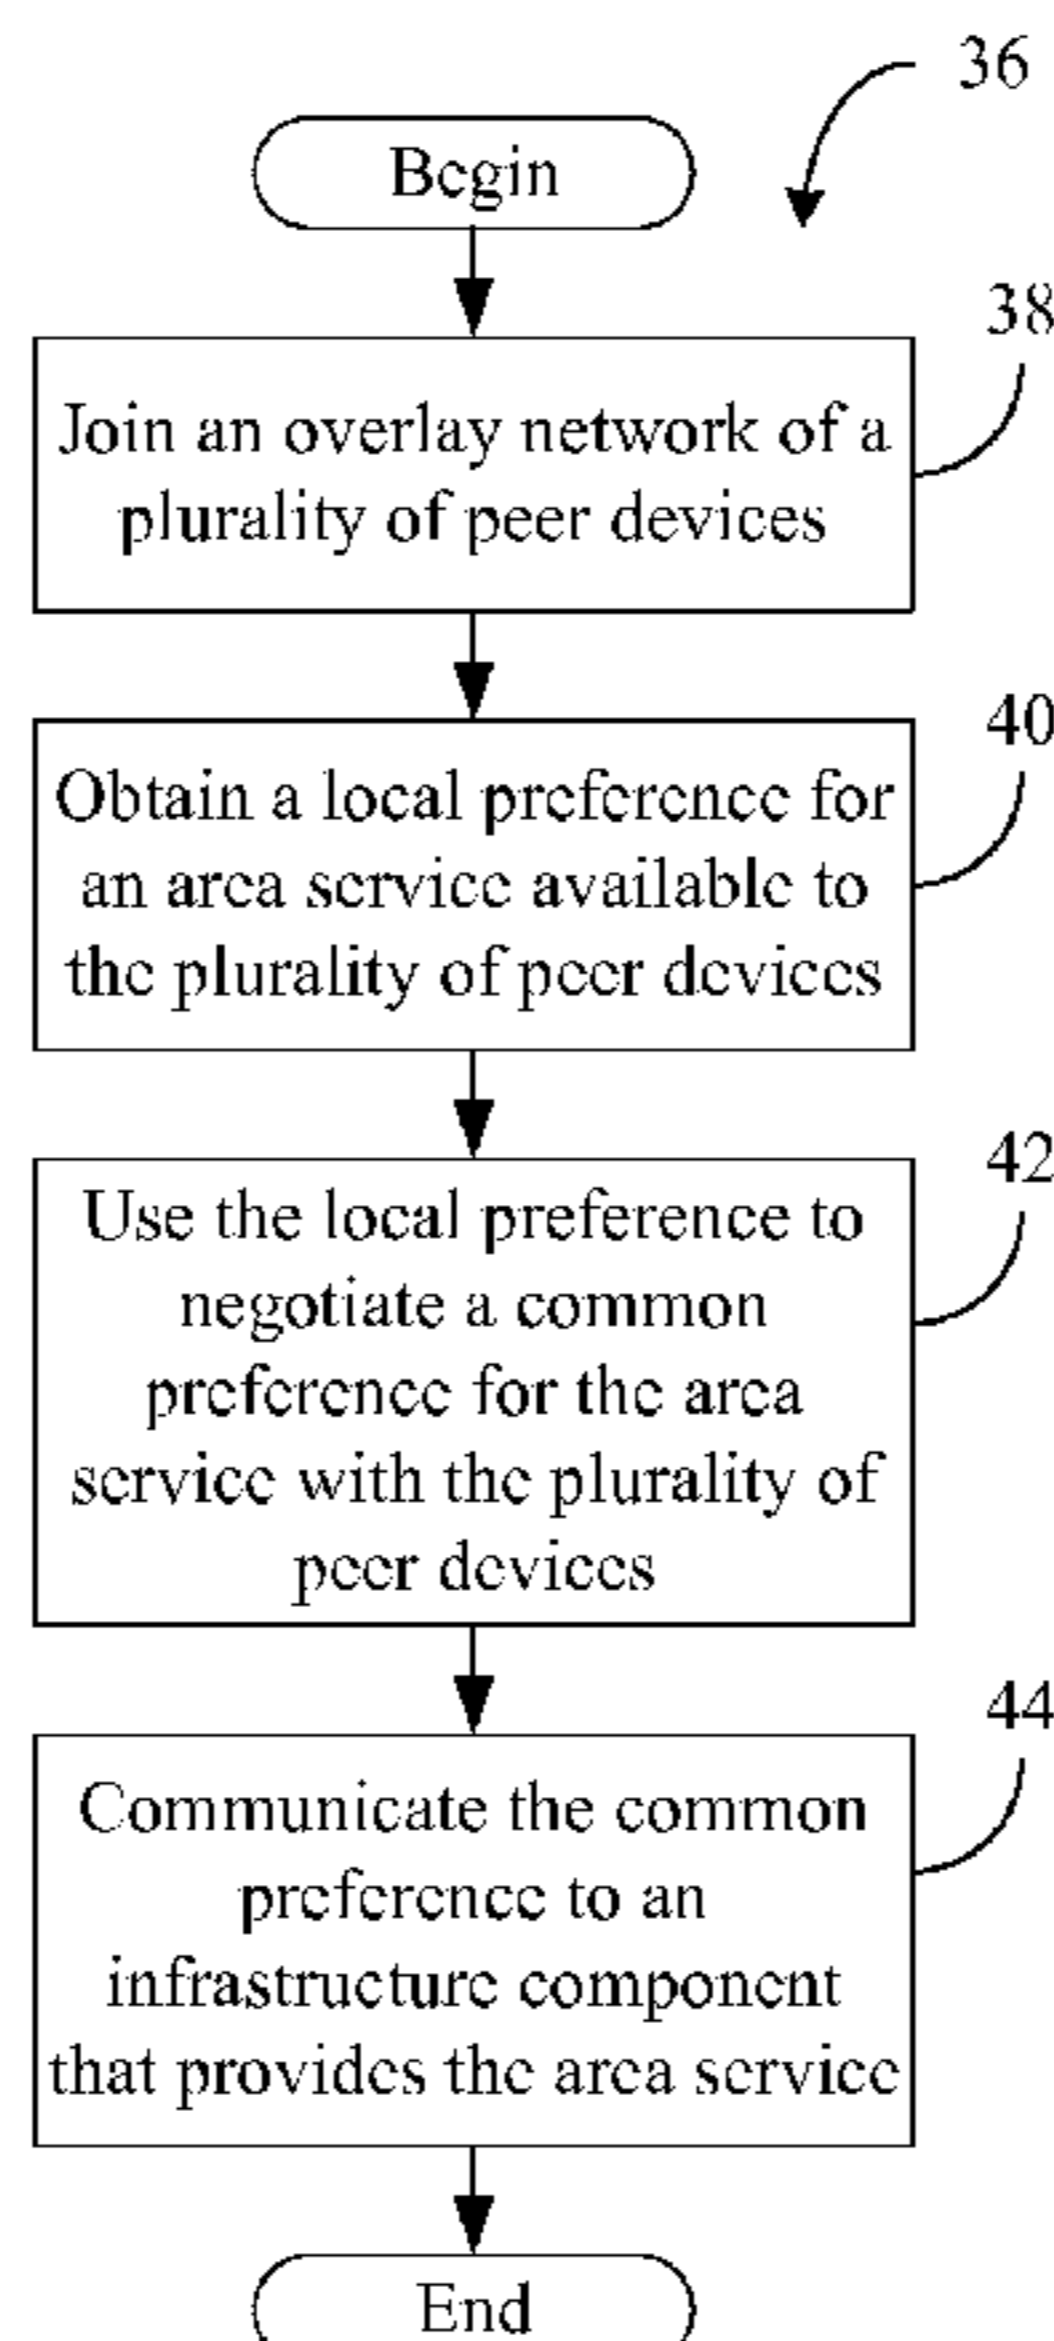 36
Begin
38
Join an overlay network of a
plurality of peer devices
40
Obtain a local preference for
an area service available to
the plurality of peer devices
42
Use the local preference to
negotiate a common
preference for the area
service with the plurality of
peer devices
44
Communicate the common
preference to an
infrastructure component
that provides the area service
End